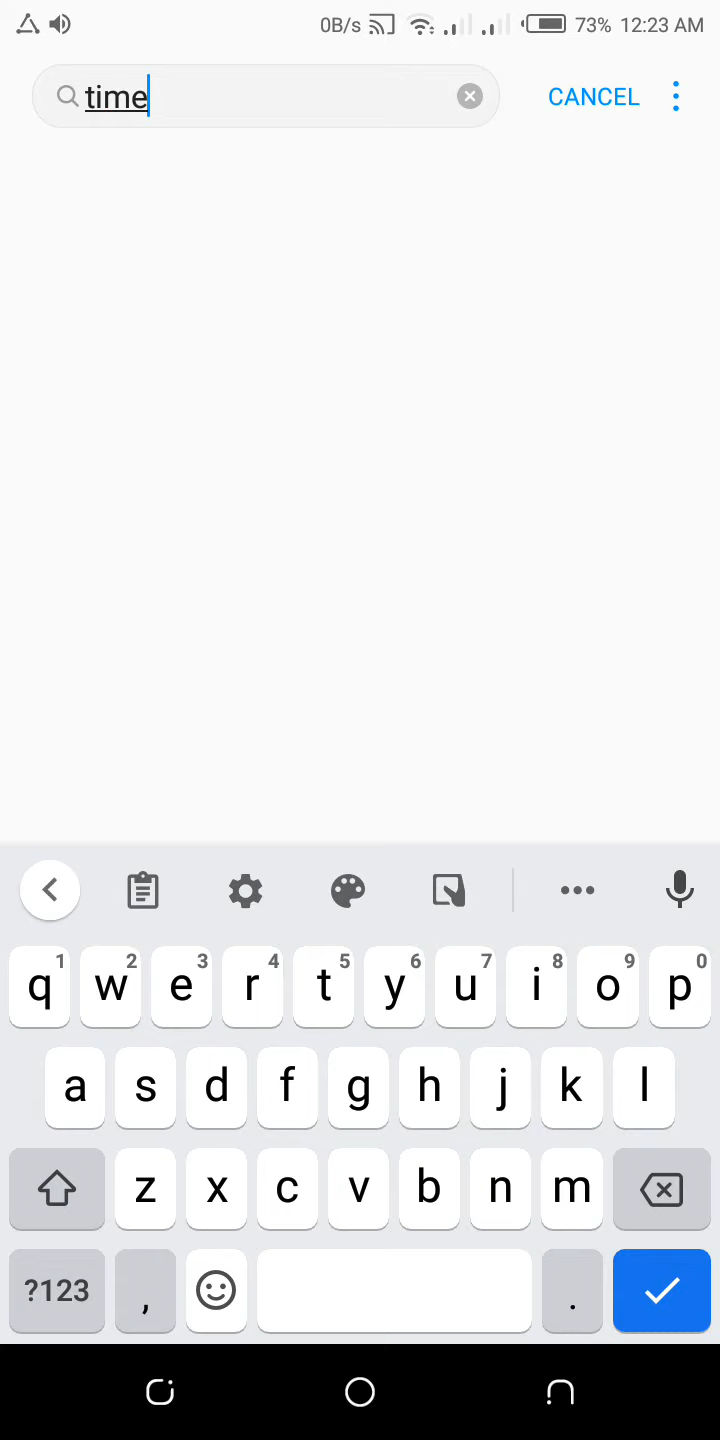 0B/s 73% 12:23 AM
time CANCEL
q1 w2 e3 r4 t5 y6 u7 i8 o9 p0
a s d f g h j k l
z x c v b n m
?123 , .